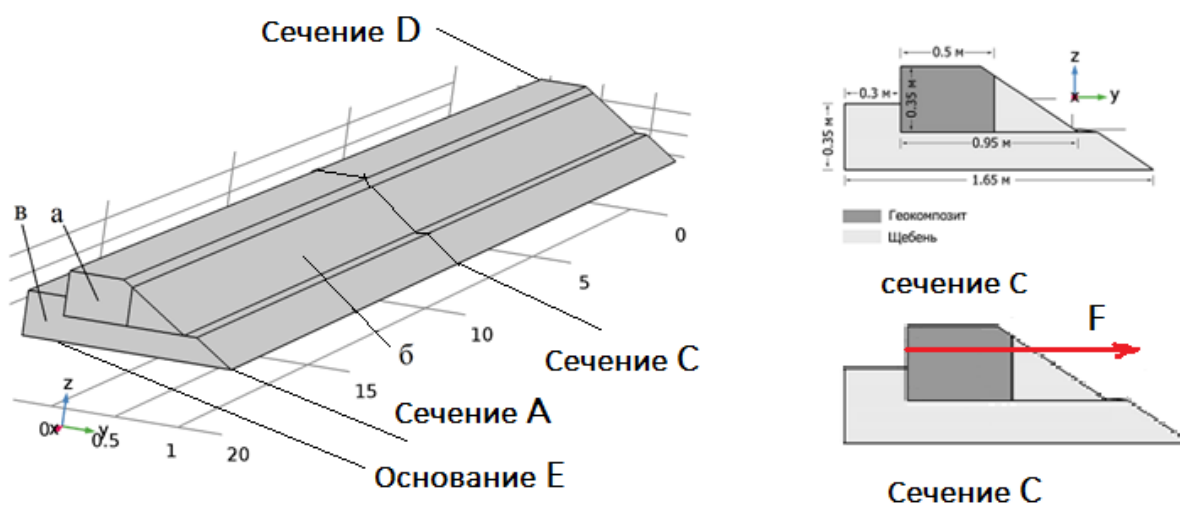 Сечение D
в
а
б
0
5
10
15
20
Сечение C
Сечение A
Основание E
z
y
x
0
0.5
1
0.5 м
z
y
x
0.3 м
0.35 м
0.35 м
0.95 м
1.65 м
Геокомпозит
Щебень
сечение C
F
Сечение C